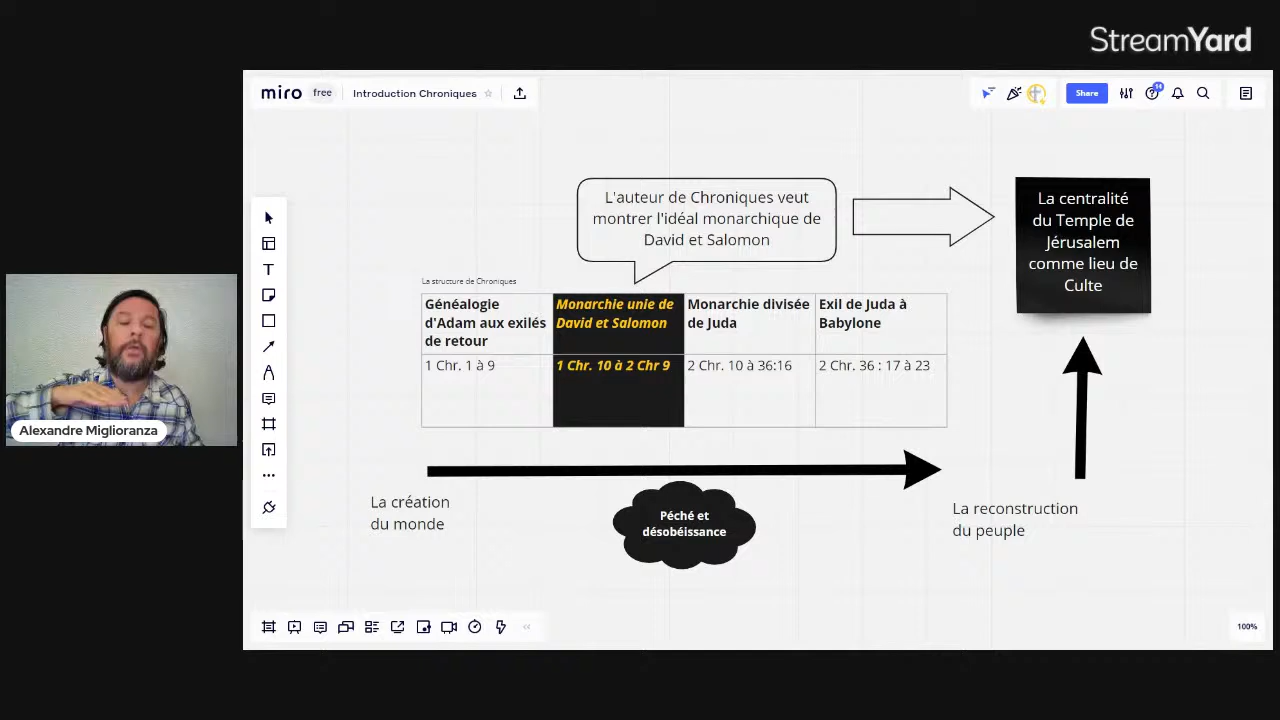 StreamYard
miro free Introduction Chroniques
Share
14
L'auteur de Chroniques veut
montrer l'idéal monarchique de
David et Salomon
La centralité
du Temple de
Jérusalem
comme lieu de
Culte
La structure de Chroniques
Généalogie
d'Adam aux exilés
de retour
Monarchie unie de
David et Salomon
Monarchie divisée
de Juda
Exil de Juda à
Babylone
1 Chr. 1 à 9
1 Chr. 10 à 2 Chr 9
2 Chr. 10 à 36:16
2 Chr. 36 : 17 à 23
Alexandre Miglioranza
La création
du monde
Péché et
désobéissance
La reconstruction
du peuple
100%